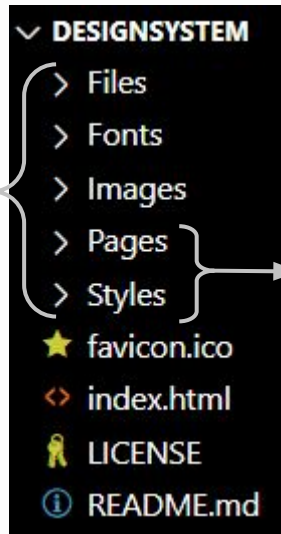 DESIGNSYSTEM
Files
Fonts
Images
Pages
Styles
favicon.ico
index.html
LICENSE
README.md